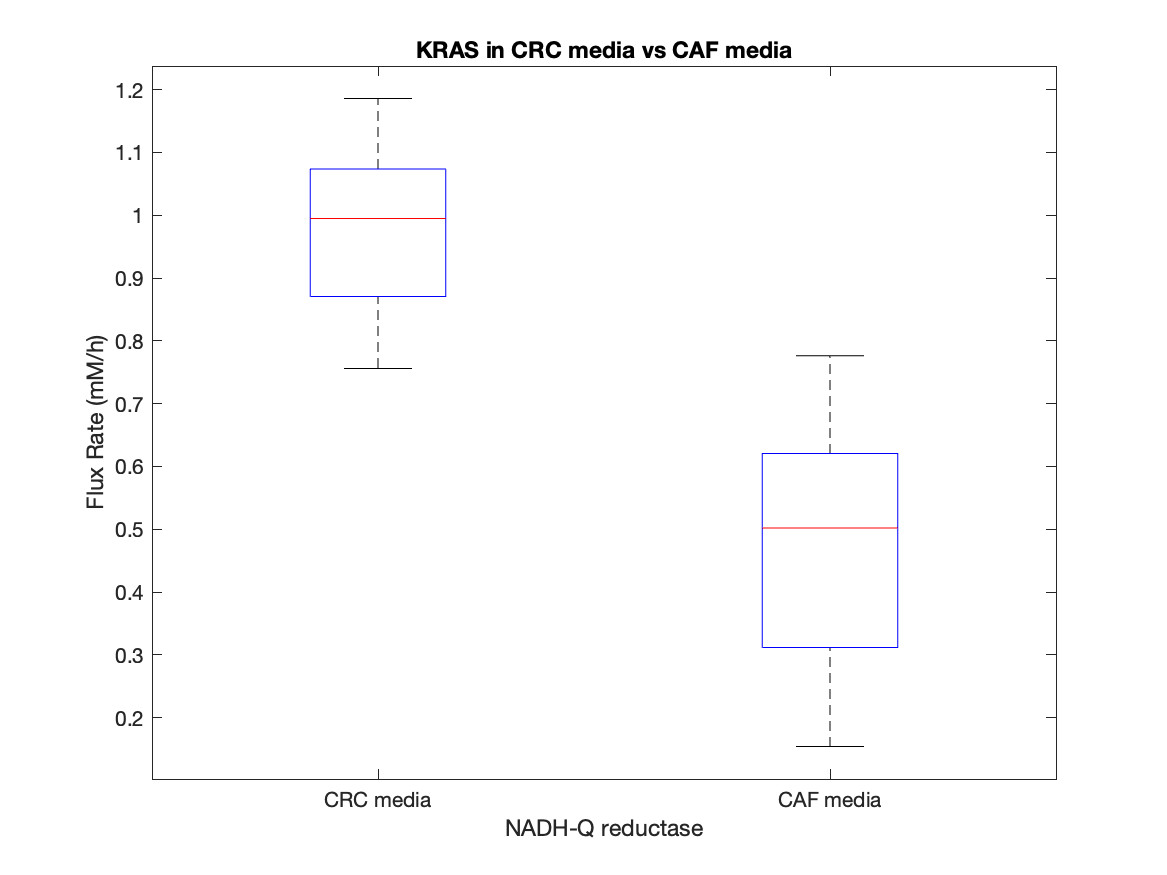 KRAS in CRC media vs CAF media
Flux Rate (mM/h)
1.2
1.1
1
0.9
0.8
0.7
0.6
0.5
0.4
0.3
0.2
CRC media
CAF media
NADH-Q reductase